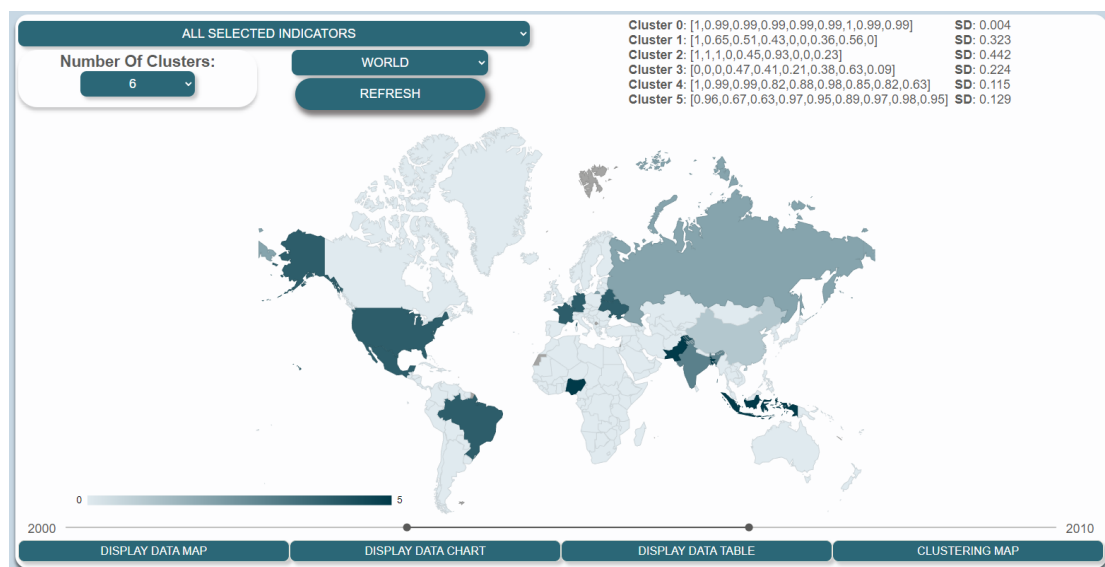 ALL SELECTED INDICATORS
Number Of Clusters:
6
WORLD
REFRESH
Cluster 0: [1,0.99,0.99,0.99,0.99,0.99,1,0.99,0.99] SD: 0.004
Cluster 1: [1,0.65,0.51,0.43,0,0,0.36,0.56,0] SD: 0.323
Cluster 2: [1,1,1,0,0.45,0.93,0,0,0.23] SD: 0.442
Cluster 3: [0,0,0,0.47,0.41,0.21,0.38,0.63,0.09] SD: 0.224
Cluster 4: [1,0.99,0.99,0.82,0.88,0.98,0.85,0.82,0.63] SD: 0.115
Cluster 5: [0.96,0.67,0.63,0.97,0.95,0.89,0.97,0.98,0.95] SD: 0.129
0 5
2000 2010
DISPLAY DATA MAP DISPLAY DATA CHART DISPLAY DATA TABLE CLUSTERING MAP